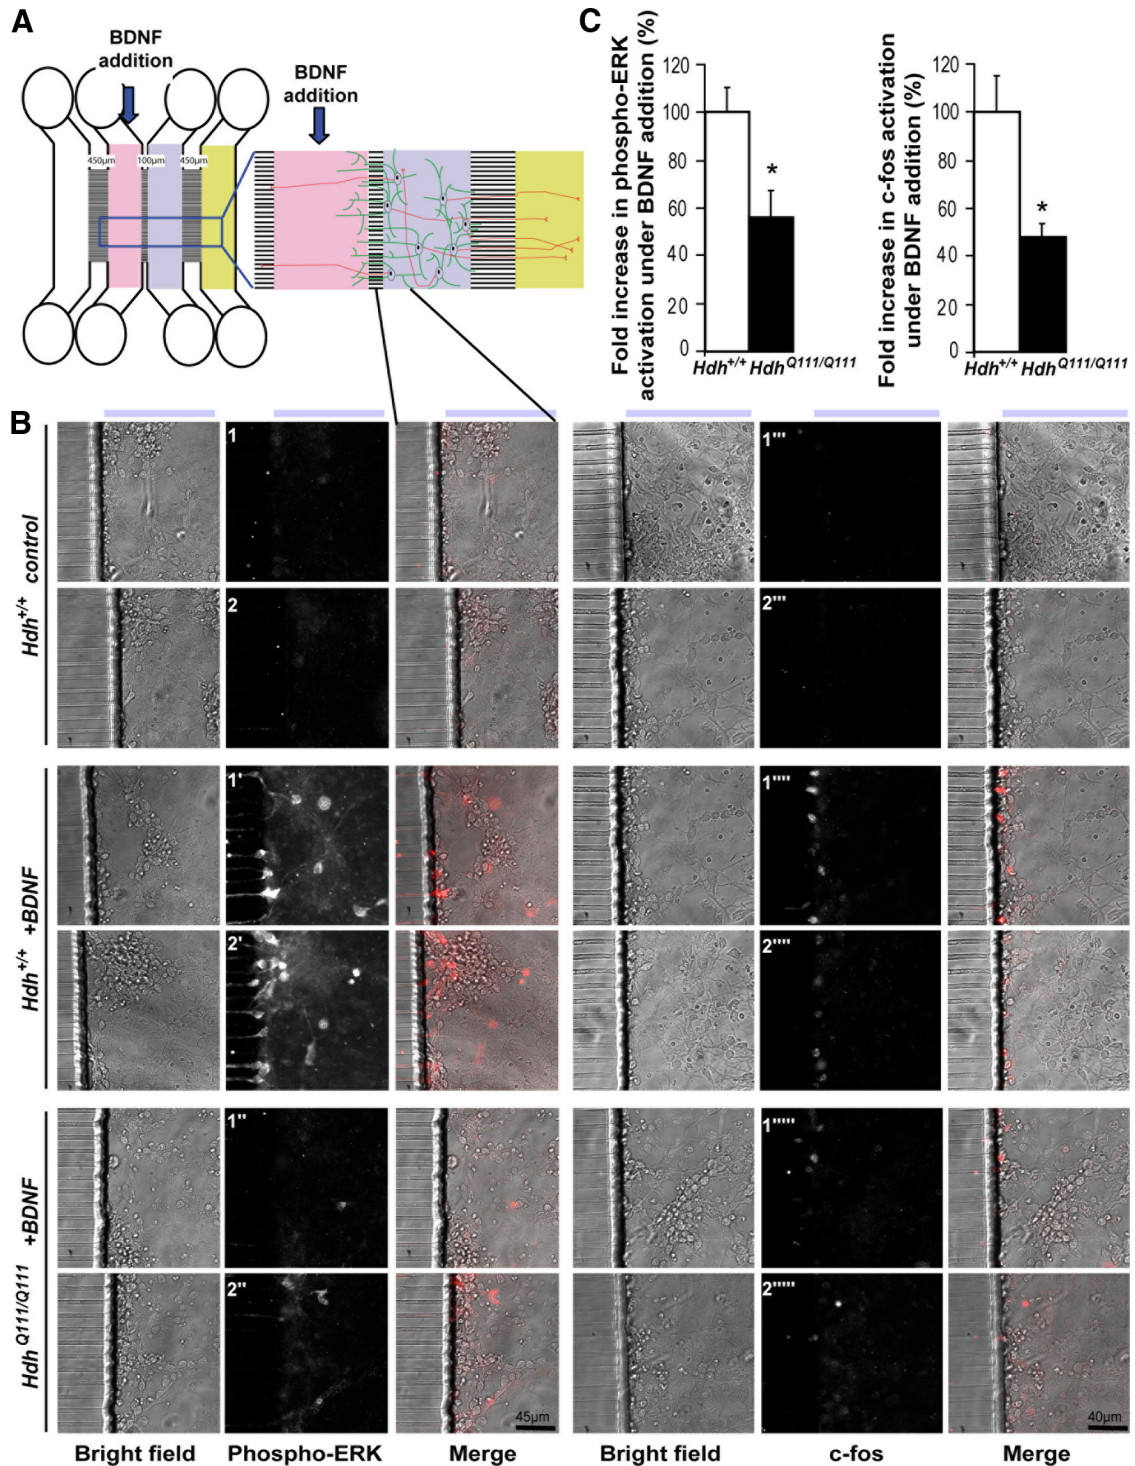 A
BDNF
addition
BDNF
addition
450µm
100µm
450µm
C
Fold increase in phospho-ERK
activation under BDNF addition (%)
120
100
80
60
40
20
0
*
Hdh+/+
HdhQ111/Q111
Fold increase in c-fos activation
under BDNF addition (%)
120
100
80
60
40
20
0
*
Hdh+/+
HdhQ111/Q111
B
Hdh+/+ control
1
1'''
2
2'''
Hdh+/+ +BDNF
1'
1''''
2'
2''''
HdhQ111/Q111 +BDNF
1''
1'''''
2''
2'''''
45µm
40µm
Bright field
Phospho-ERK
Merge
Bright field
c-fos
Merge